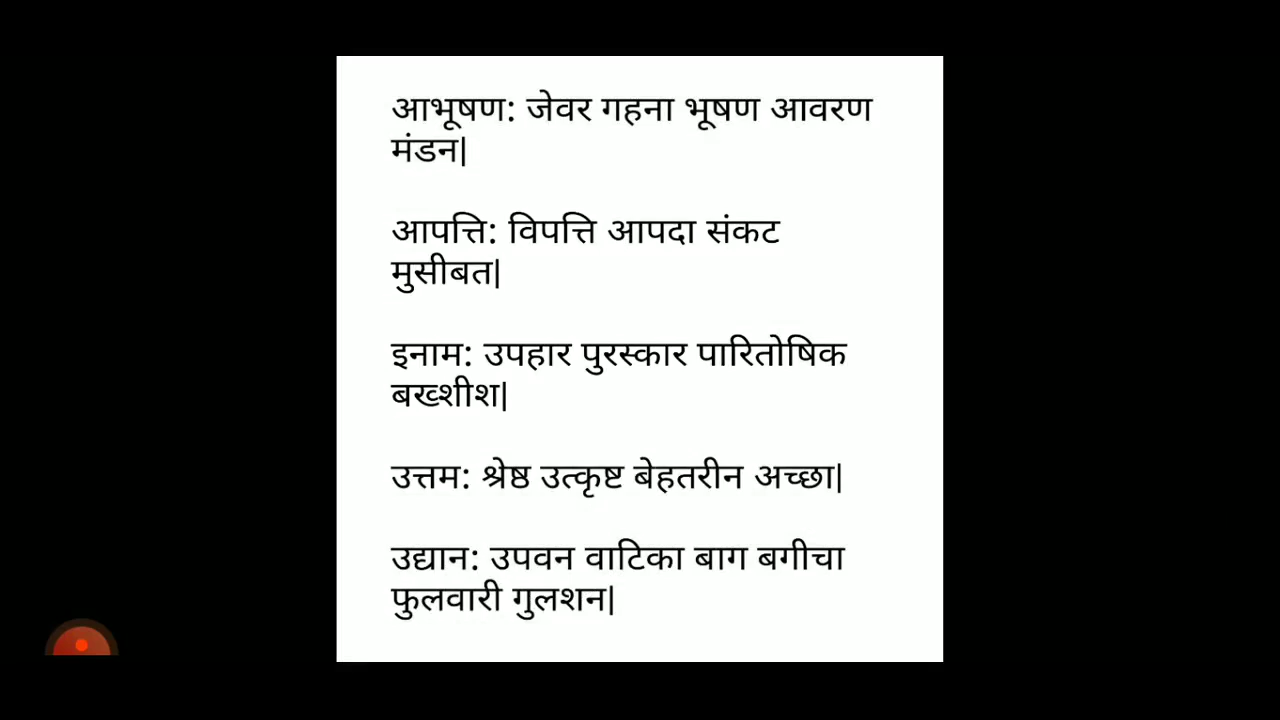 आभूषण: जेवर गहना भूषण आवरण
मंडन|
आपत्ति: विपत्ति आपदा संकट
मुसीबत|
इनाम: उपहार पुरस्कार पारितोषिक
बख्शीश|
उत्तम: श्रेष्ठ उत्कृष्ट बेहतरीन अच्छा|
उद्यान: उपवन वाटिका बाग बगीचा
फुलवारी गुलशन|